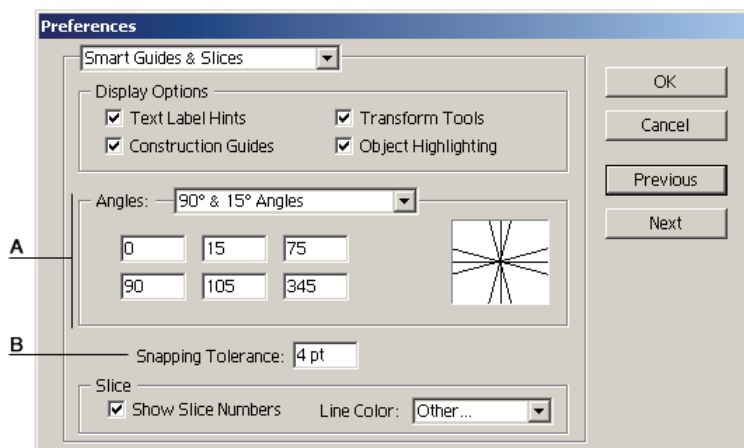 Preferences
Smart Guides & Slices
OK
Display Options
Text Label Hints
Transform Tools
Cancel
Construction Guides
Object Highlighting
Previous
Angles:
90° & 15° Angles
Next
A
0
15
75
90
105
345
B
Snapping Tolerance:
4 pt
Slice
Show Slice Numbers
Line Color:
Other...